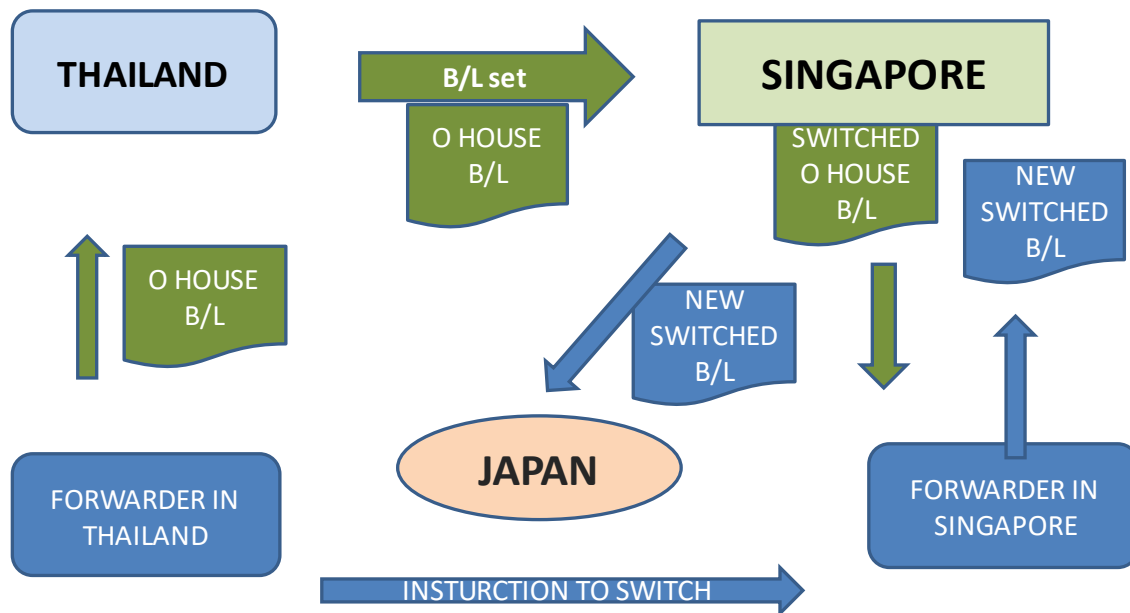 THAILAND
B/L set
SINGAPORE
O HOUSE
B/L
SWITCHED
O HOUSE
B/L
NEW
SWITCHED
B/L
O HOUSE
B/L
NEW
SWITCHED
B/L
JAPAN
FORWARDER IN
THAILAND
FORWARDER IN
SINGAPORE
INSTURCTION TO SWITCH